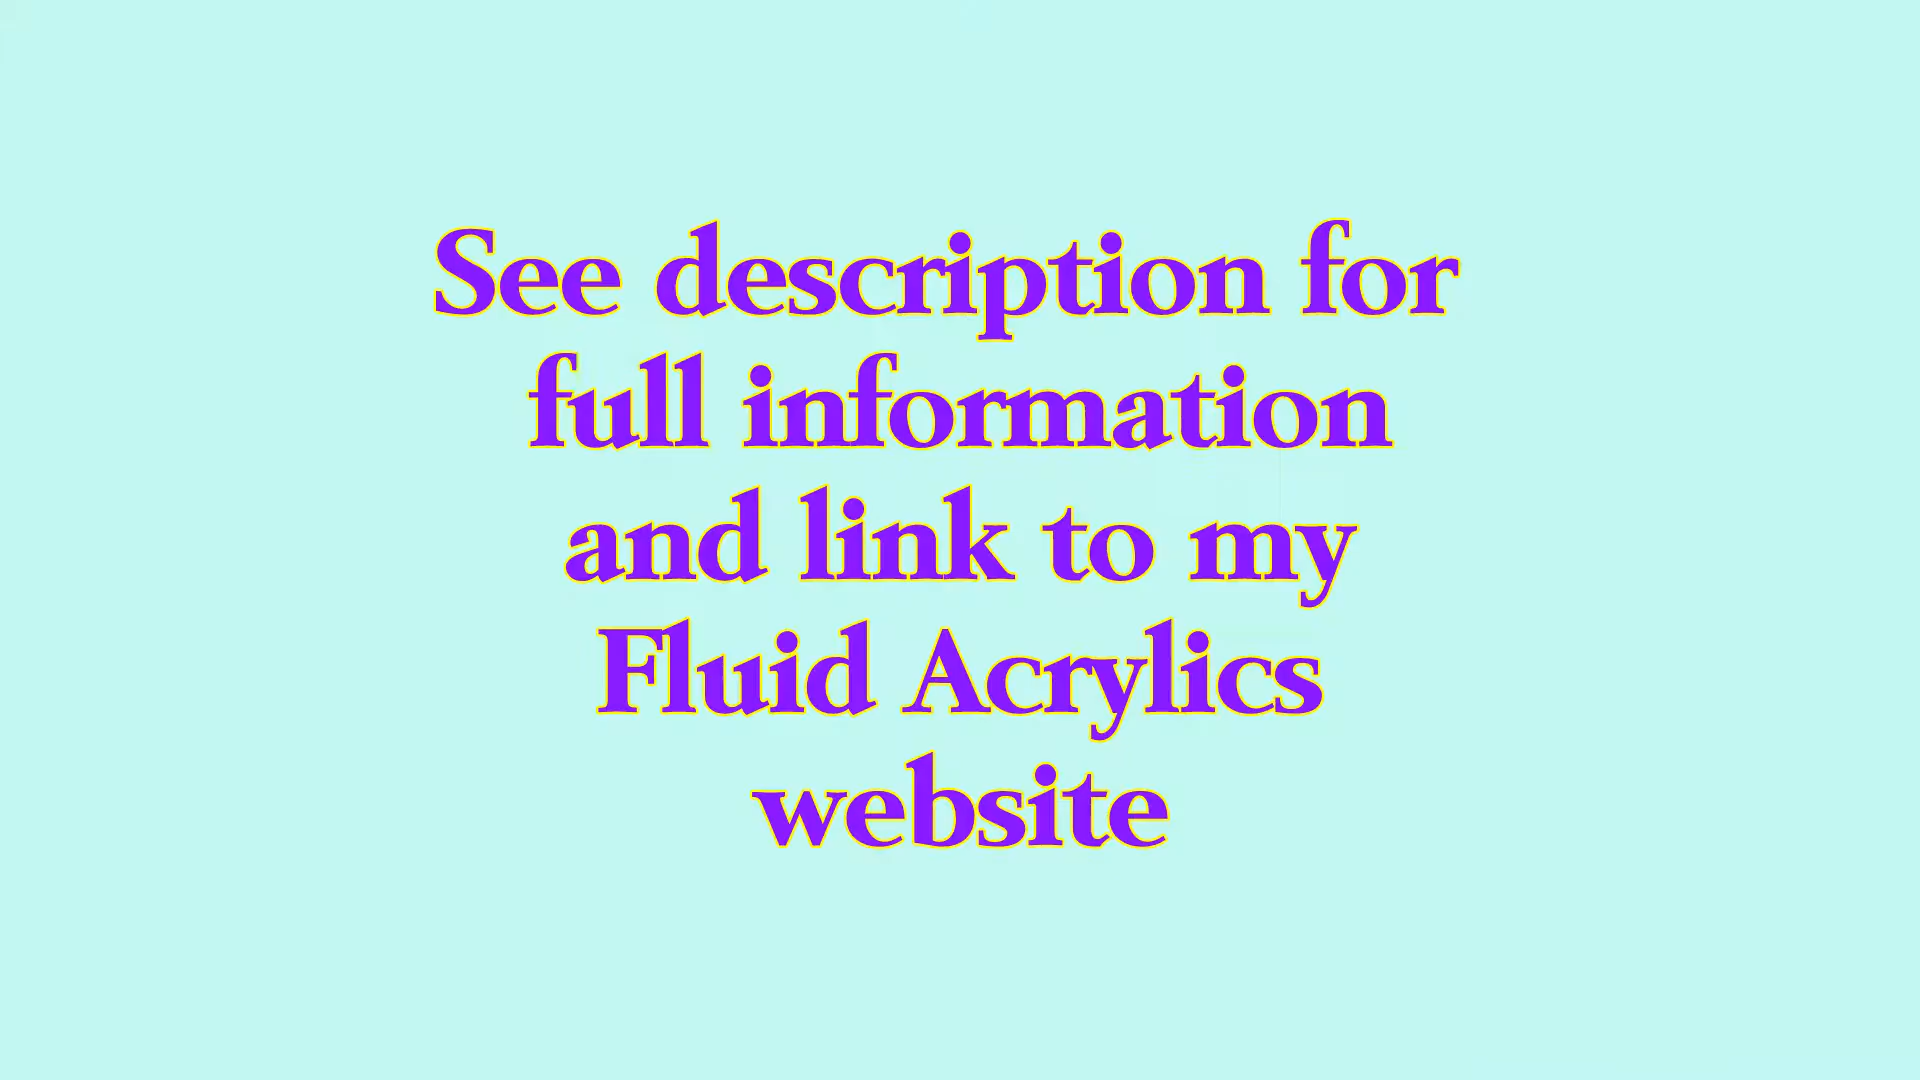 See description for
full information
and link to my
Fluid Acrylics
website